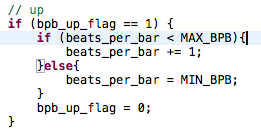 // up
if (bpb_up_flag == 1) {
    if (beats_per_bar < MAX_BPB){
        beats_per_bar += 1;
    }else{
        beats_per_bar = MIN_BPB;
    }
    bpb_up_flag = 0;
}